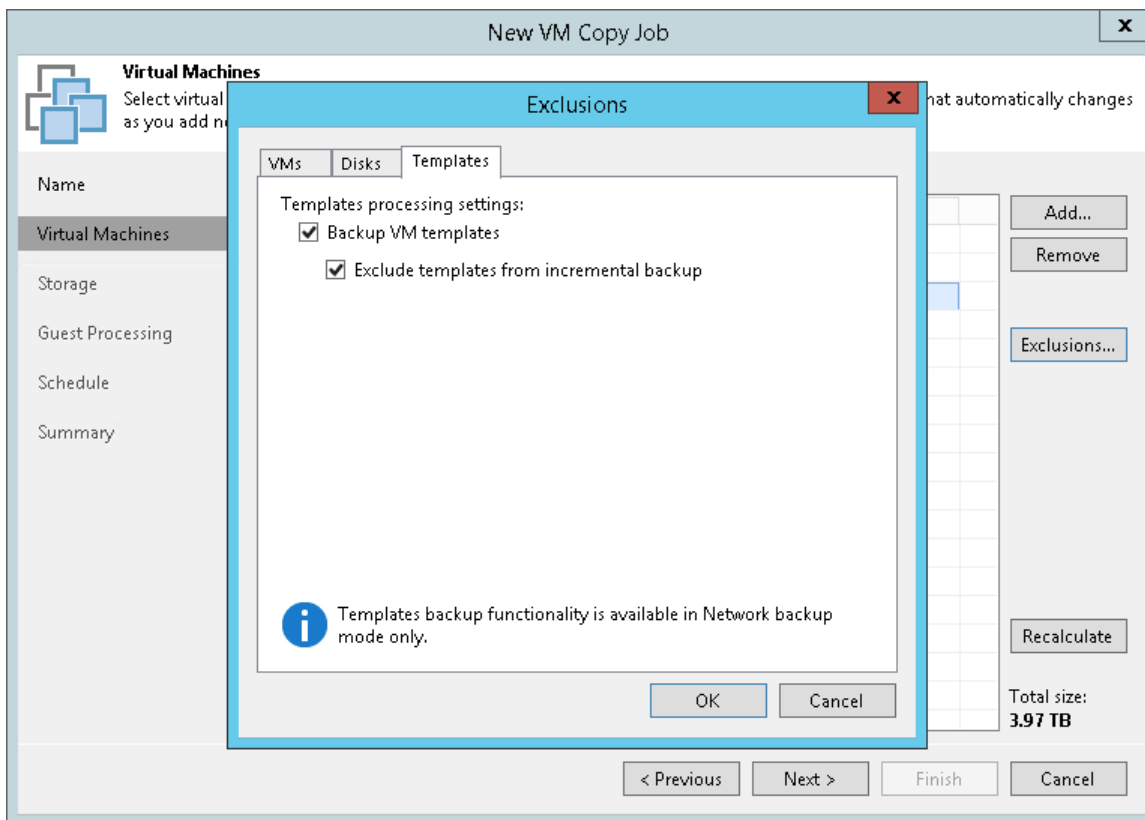 New VM Copy Job
X
Virtual Machines
Select virtual
hat automatically changes
as you add n
Exclusions
x
VMs
Disks
Templates
Templates processing settings:
Backup VM templates
Exclude templates from incremental backup
Templates backup functionality is available in Network backup
mode only.
OK
Cancel
Name
Virtual Machines
Storage
Guest Processing
Schedule
Summary
Add...
Remove
Exclusions...
Recalculate
Total size:
3.97 TB
< Previous
Next >
Finish
Cancel